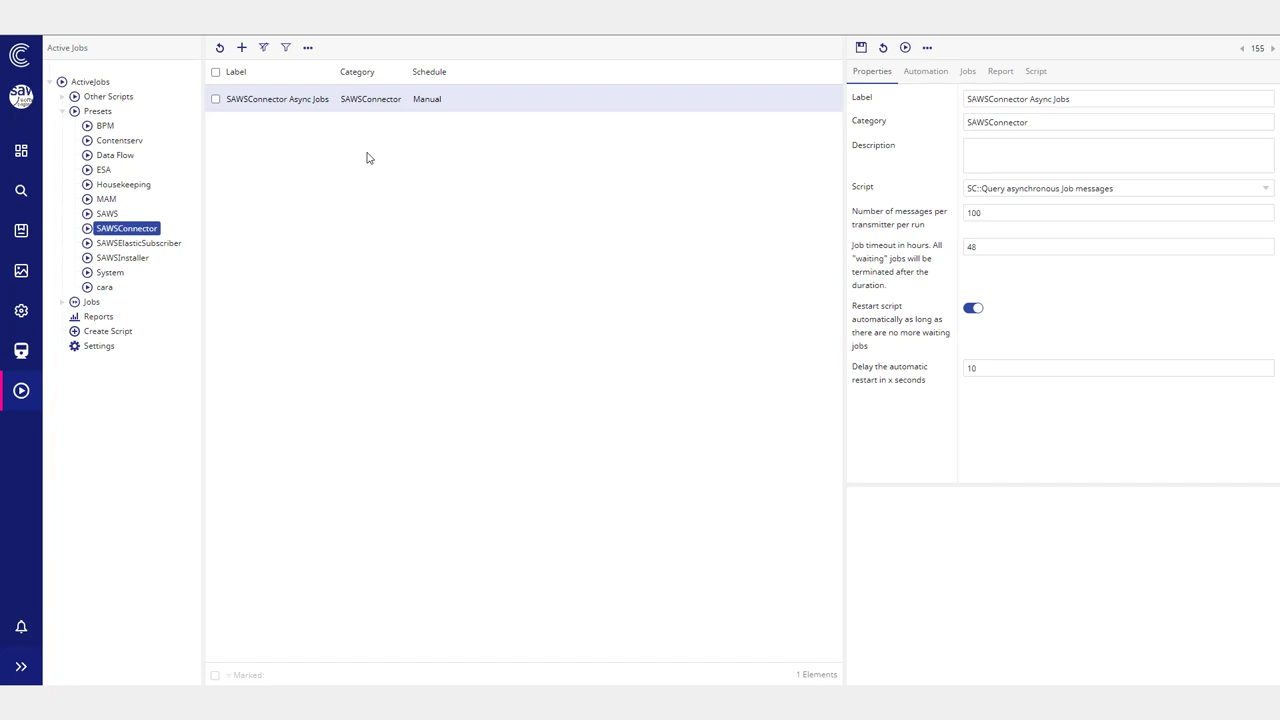 Active Jobs
ActiveJobs
Other Scripts
Presets
BPM
Contentserv
Data Flow
ESA
Housekeeping
MAM
SAWS
SAWSConnector
SAWSElasticSubscriber
SAWSInstaller
System
cara
Jobs
Reports
Create Script
Settings
Label Category Schedule
SAWSConnector Async Jobs SAWSConnector Manual
Marked: 1 Elements
155
Properties Automation Jobs Report Script
Label SAWSConnector Async Jobs
Category SAWSConnector
Description
Script SC::Query asynchronous Job messages
Number of messages per
transmitter per run
100
Job timeout in hours. All
"waiting" jobs will be
terminated after the
duration.
48
Restart script
automatically as long as
there are no more waiting
jobs
Delay the automatic
restart in x seconds
10